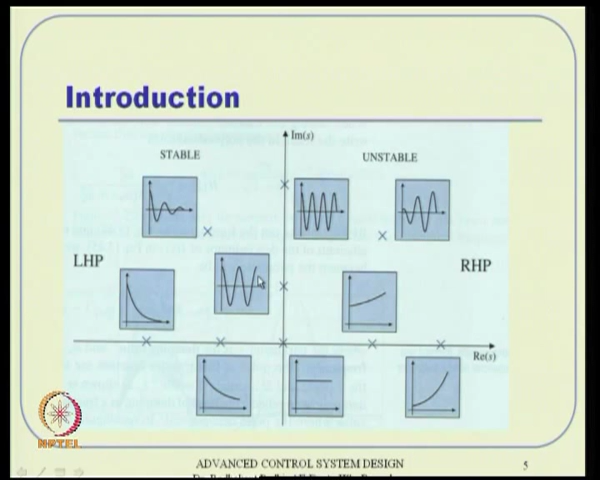 Introduction
Im(s)
STABLE
UNSTABLE
LHP
RHP
Re(s)
NPTEL
ADVANCED CONTROL SYSTEM DESIGN
5